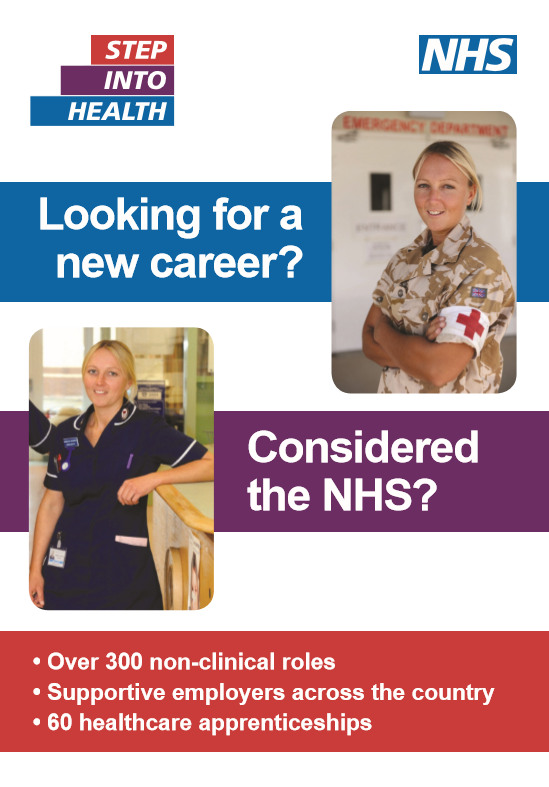 STEP
INTO
HEALTH
NHS
EMERGENCY DEPARTMENT
ENTRANCE
Looking for a
new career?
Considered
the NHS?
• Over 300 non-clinical roles
• Supportive employers across the country
• 60 healthcare apprenticeships